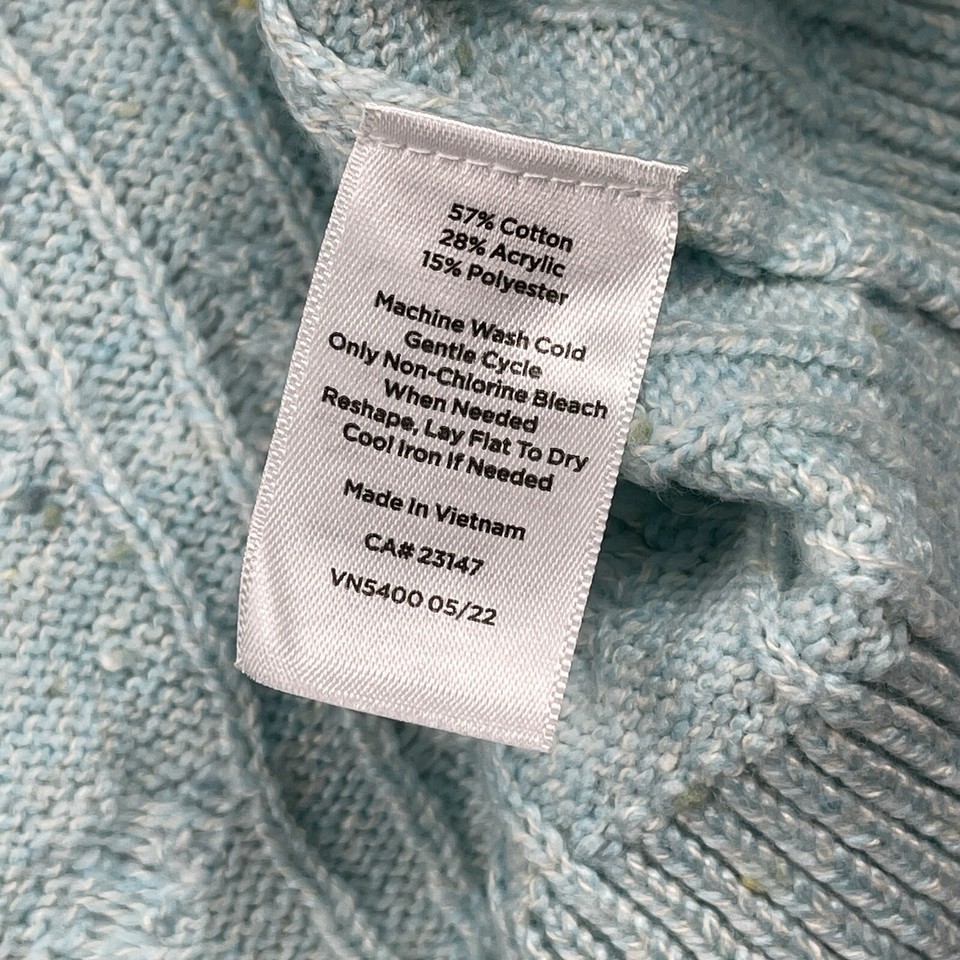 57% Cotton
28% Acrylic
15% Polyester
Machine Wash Cold
Gentle Cycle
Only Non-Chlorine Bleach
When Needed
Reshape, Lay Flat To Dry
Cool Iron If Needed
Made In Vietnam
CA# 23147
VN5400 05/22